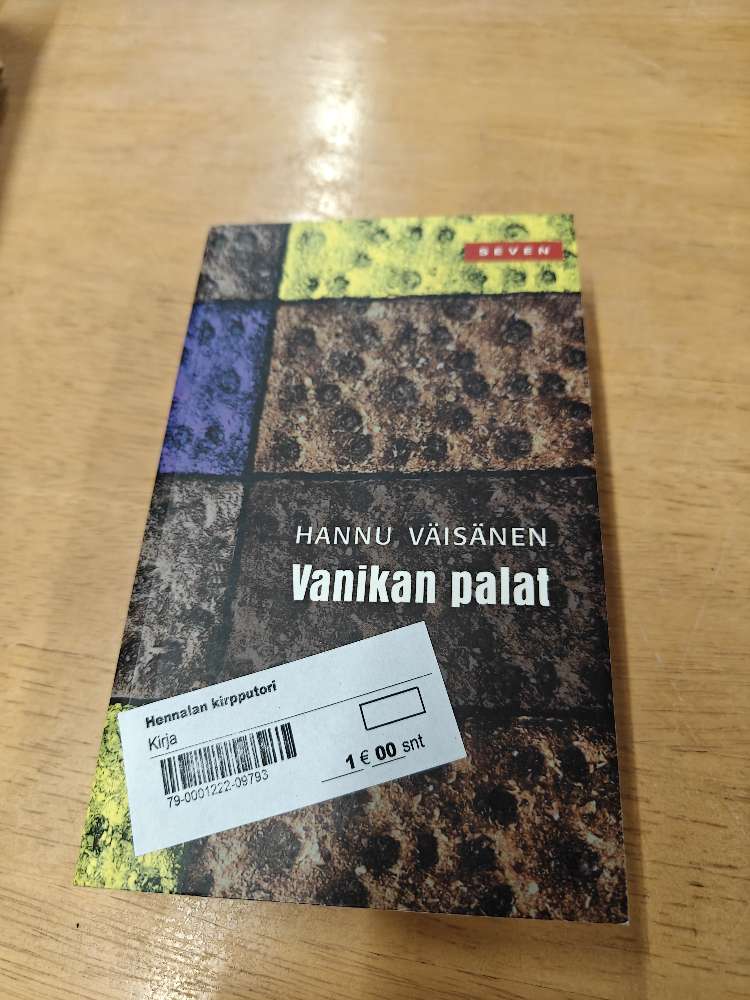 SEVEN
HANNU VÄISÄNEN
Vanikan palat
Hennalan kirpputori
Kirja
79-0001222-09793
1 € 00 snt